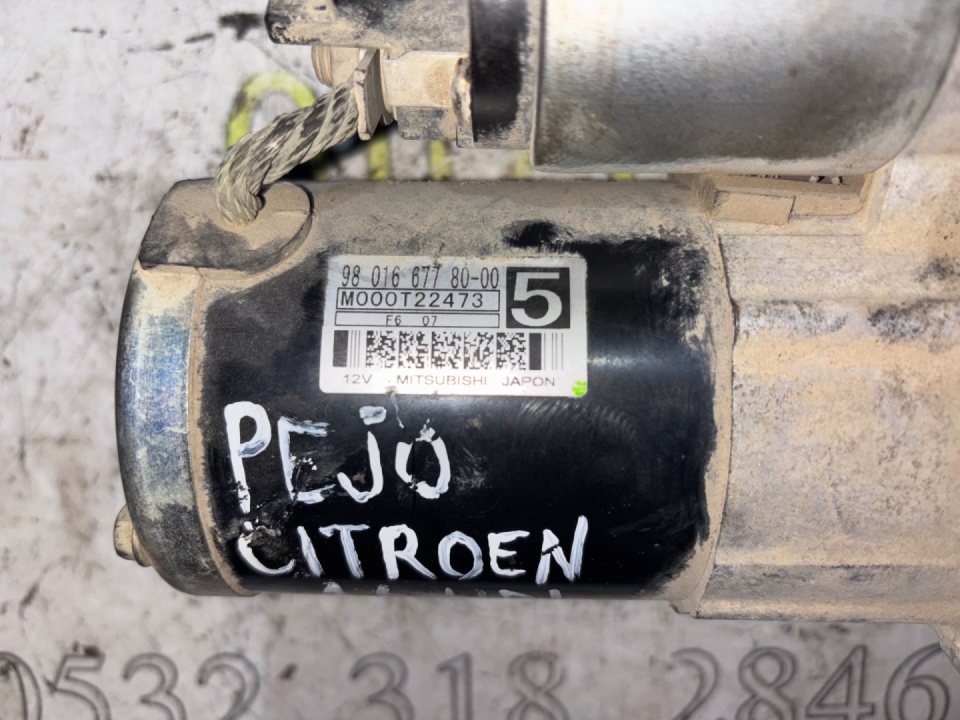 98 016 677 80-00
M000T22473
5
F6 07
12V MITSUBISHI JAPON
PEJO
CITROEN
0532 318 2846